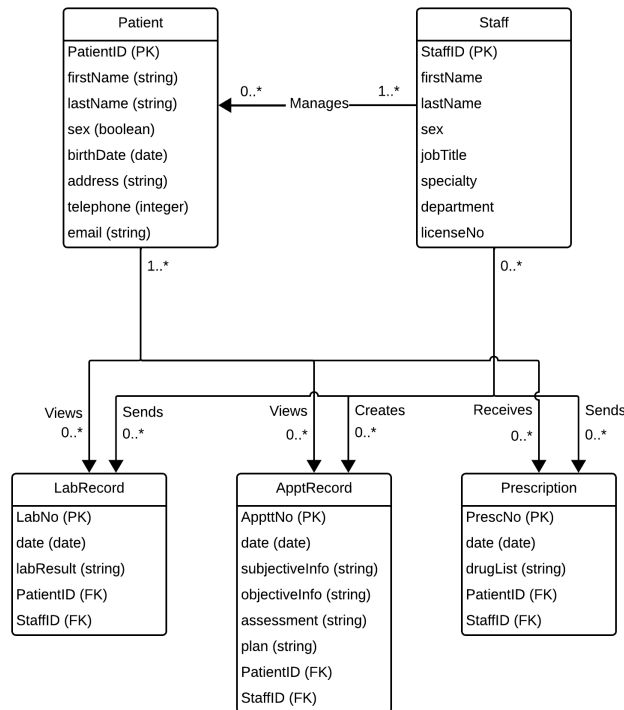 Patient
PatientID (PK)
firstName (string)
lastName (string)
sex (boolean)
birthDate (date)
address (string)
telephone (integer)
email (string)
Staff
StaffID (PK)
firstName
lastName
sex
jobTitle
specialty
department
licenseNo
0..* Manages 1..*
1..*
0..*
Views
0..*
Sends
0..*
Views
0..*
Creates
0..*
Receives
0..*
Sends
0..*
LabRecord
LabNo (PK)
date (date)
labResult (string)
PatientID (FK)
StaffID (FK)
ApptRecord
AppttNo (PK)
date (date)
subjectiveInfo (string)
objectiveInfo (string)
assessment (string)
plan (string)
PatientID (FK)
StaffID (FK)
Prescription
PrescNo (PK)
date (date)
drugList (string)
PatientID (FK)
StaffID (FK)